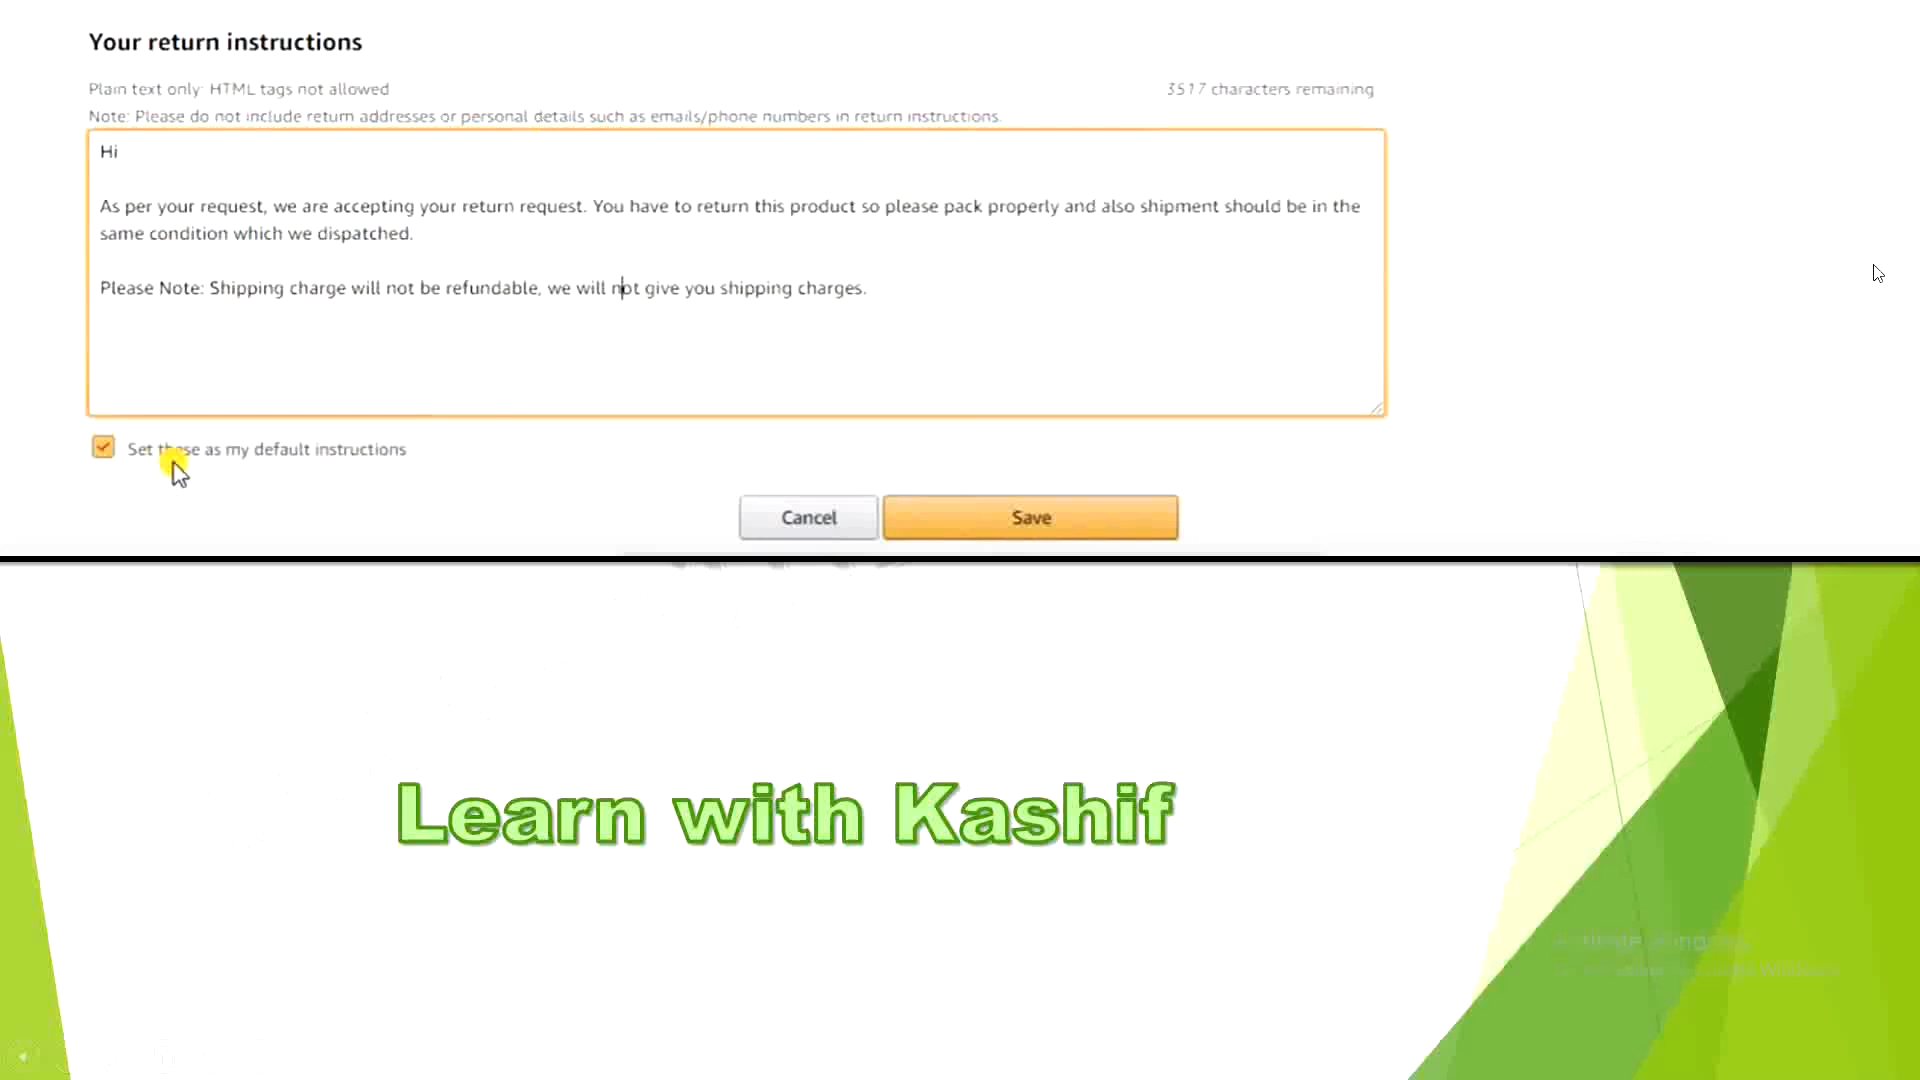 Your return instructions
Plain text only: HTML tags not allowed
3517 characters remaining
Note: Please do not include return addresses or personal details such as emails/phone numbers in return instructions.
Hi
As per your request, we are accepting your return request. You have to return this product so please pack properly and also shipment should be in the
same condition which we dispatched.
Please Note: Shipping charge will not be refundable, we will not give you shipping charges.
Set these as my default instructions
Cancel
Save
Learn with Kashif